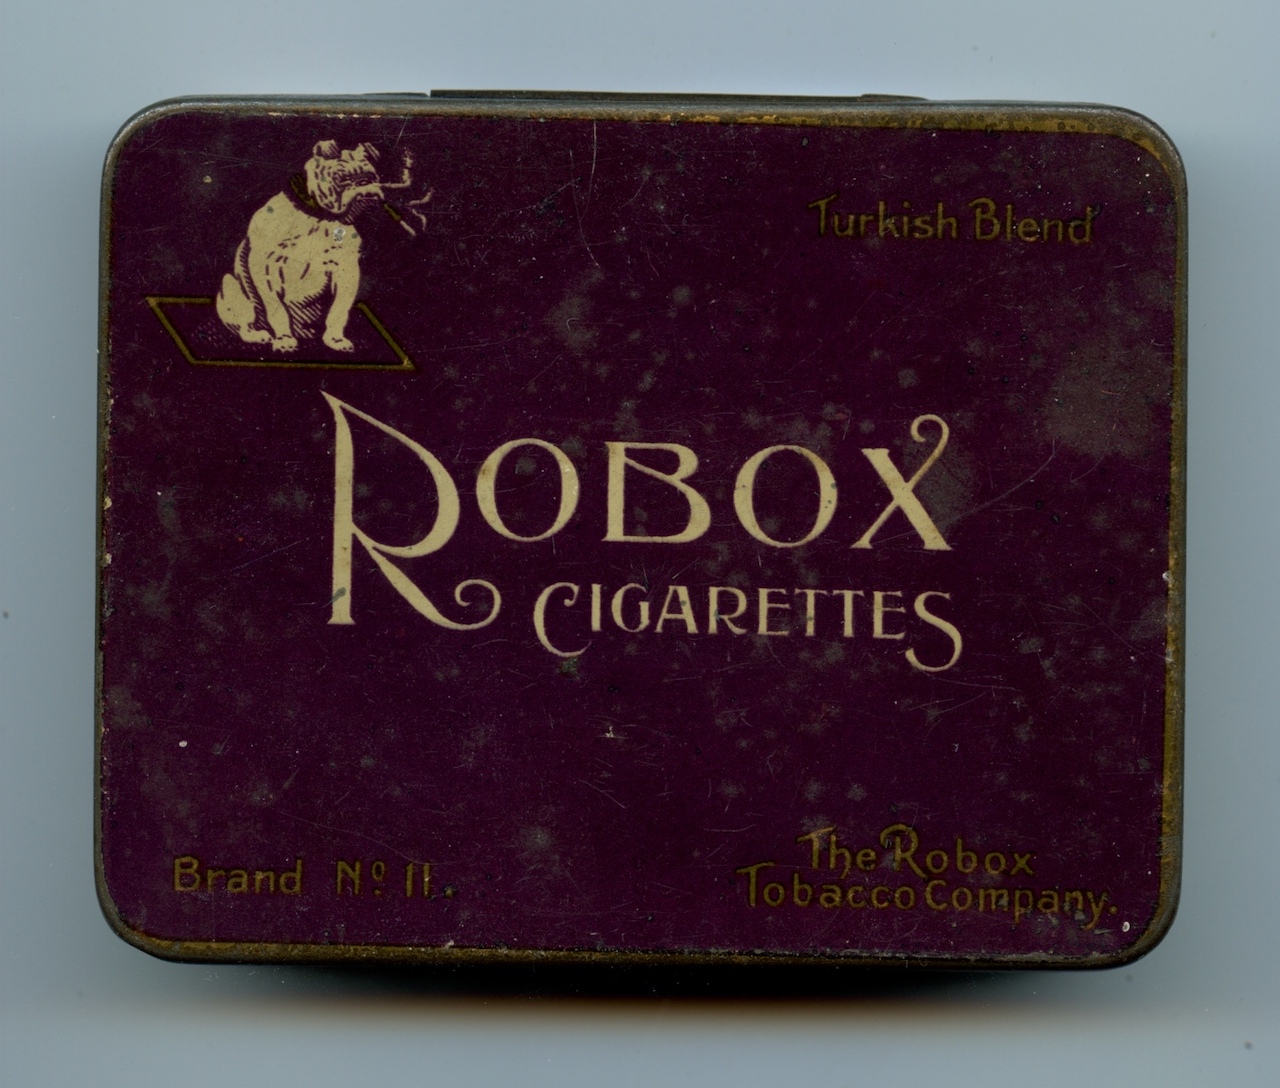 Turkish Blend
ROBOX
CIGARETTES
Brand Nº 11.
The Robox
Tobacco Company.